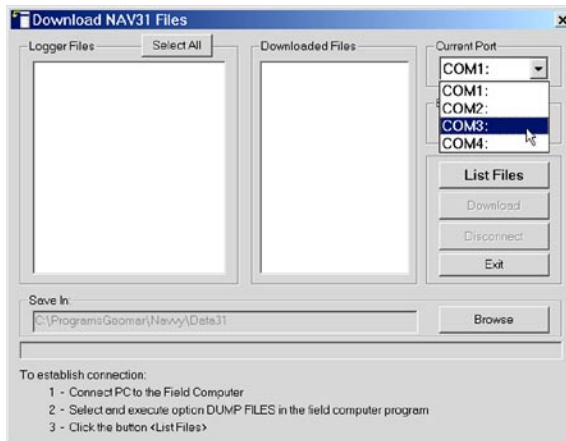 Download NAV31 Files
Logger Files
Select All
Downloaded Files
Current Port
COM1:
COM1:
COM2:
COM3:
COM4:
List Files
Download
Disconnect
Exit
Save In:
C:\ProgramsGeomar\Navvy\Data31
Browse
To establish connection:
1 - Connect PC to the Field Computer
2 - Select and execute option DUMP FILES in the field computer program
3 - Click the button <List Files>